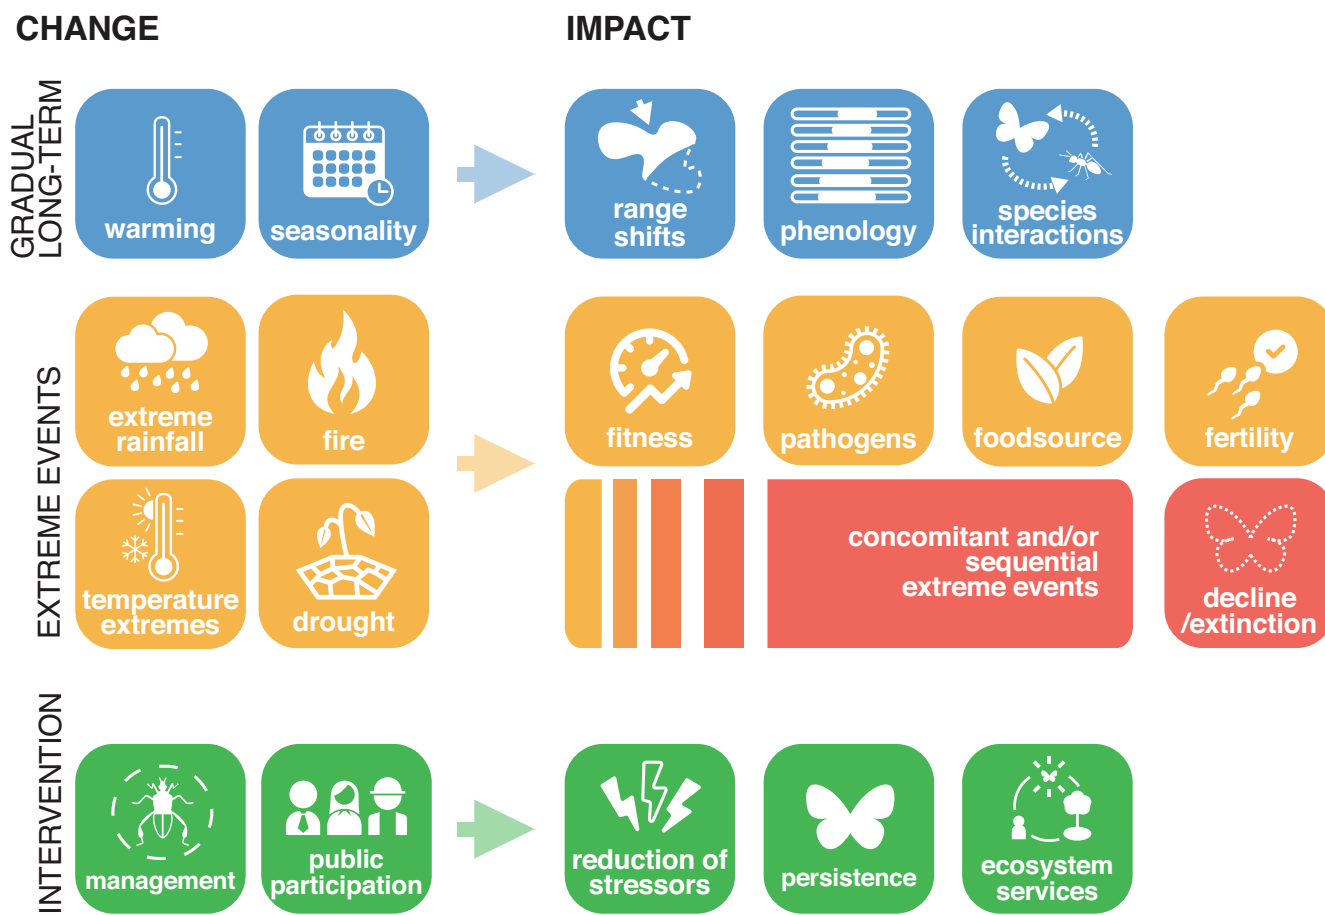 CHANGE
IMPACT
GRADUAL
LONG-TERM
warming
seasonality
range
shifts
phenology
species
interactions
EXTREME EVENTS
extreme
rainfall
fire
fitness
pathogens
foodsource
fertility
temperature
extremes
drought
concomitant and/or
sequential
extreme events
decline
/extinction
INTERVENTION
management
public
participation
reduction of
stressors
persistence
ecosystem
services